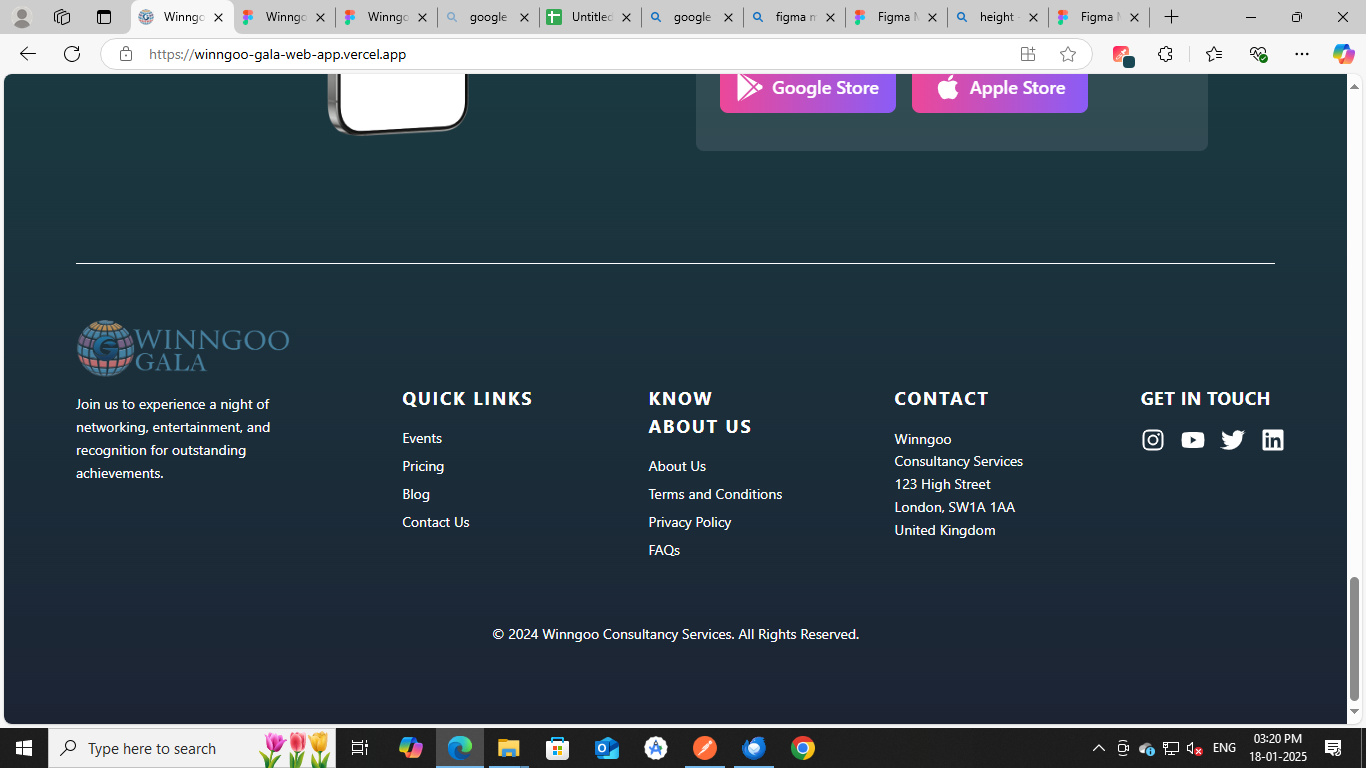 Winngo
Winngo
Winngo
google
Untitled
google
figma m
Figma M
height
Figma M
https://winngoo-gala-web-app.vercel.app
Google Store
Apple Store
WINNGOO
GALA
Join us to experience a night of
networking, entertainment, and
recognition for outstanding
achievements.
QUICK LINKS
Events
Pricing
Blog
Contact Us
KNOW
ABOUT US
About Us
Terms and Conditions
Privacy Policy
FAQs
CONTACT
Winngoo
Consultancy Services
123 High Street
London, SW1A 1AA
United Kingdom
GET IN TOUCH
© 2024 Winngoo Consultancy Services. All Rights Reserved.
Type here to search
ENG
03:20 PM
18-01-2025